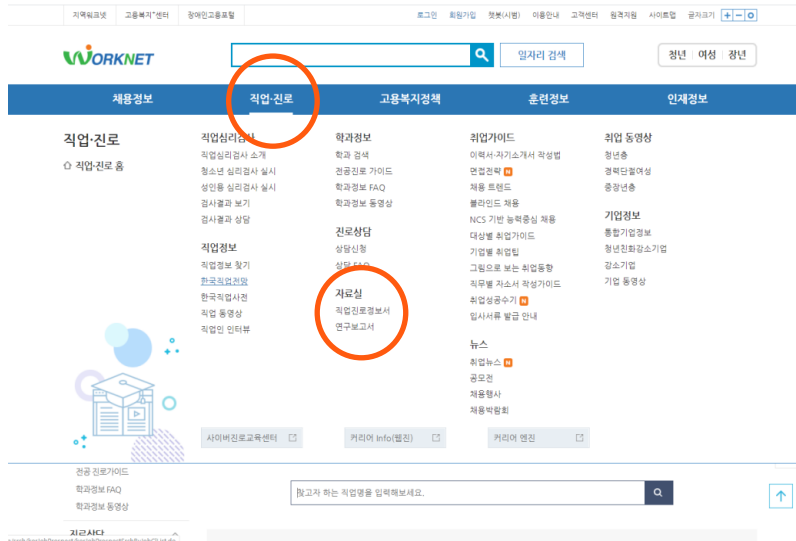 지역워크넷 고용복지+센터 장애인고용포털 로그인 회원가입 챗봇(시범) 이용안내 고객센터 원격지원 사이트맵 글자크기
WORKNET 일자리 검색 청년 여성 장년
채용정보 직업·진로 고용복지정책 훈련정보 인재정보
직업·진로
직업·진로 홈
직업심리검사
직업심리검사 소개
청소년 심리검사 실시
성인용 심리검사 실시
검사결과 보기
검사결과 상담
직업정보
직업정보 찾기
한국직업전망
한국직업사전
직업 동영상
직업인 인터뷰
학과정보
학과 검색
전공진로 가이드
학과정보 FAQ
학과정보 동영상
진로상담
상담신청
상담 FAQ
자료실
직업진로정보서
연구보고서
취업가이드
이력서·자기소개서 작성법
면접전략 N
채용 트렌드
블라인드 채용
NCS 기반 능력중심 채용
대상별 취업가이드
기업별 취업팁
그림으로 보는 취업동향
직무별 자소서 작성가이드
취업성공수기 N
입사서류 발급 안내
뉴스
취업뉴스 N
공모전
채용행사
채용박람회
취업 동영상
청년층
경력단절여성
중장년층
기업정보
통합기업정보
청년친화강소기업
강소기업
기업 동영상
사이버진로교육센터 커리어 Info(웹진) 커리어 엔진
전공 진로가이드
학과정보 FAQ
학과정보 동영상
찾고자 하는 직업명을 입력해보세요.
진로상담